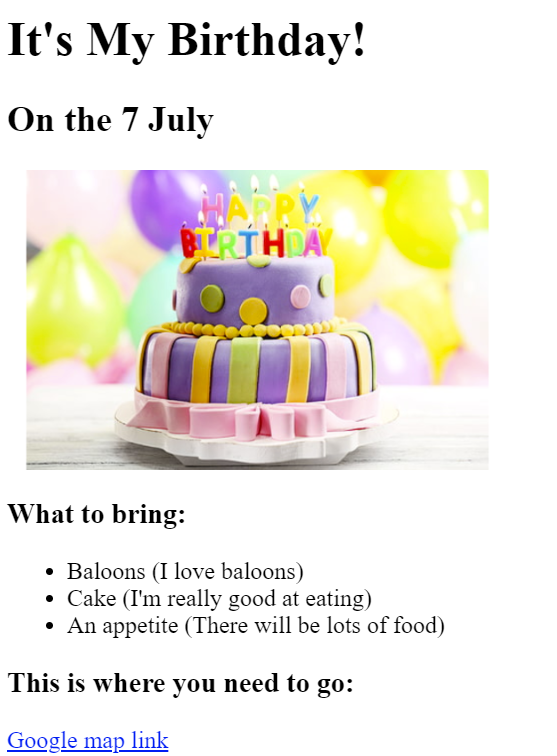 It's My Birthday!
On the 7 July
HAPPY
BIRTHDAY
What to bring:
Baloons (I love baloons)
Cake (I'm really good at eating)
An appetite (There will be lots of food)
This is where you need to go:
Google map link